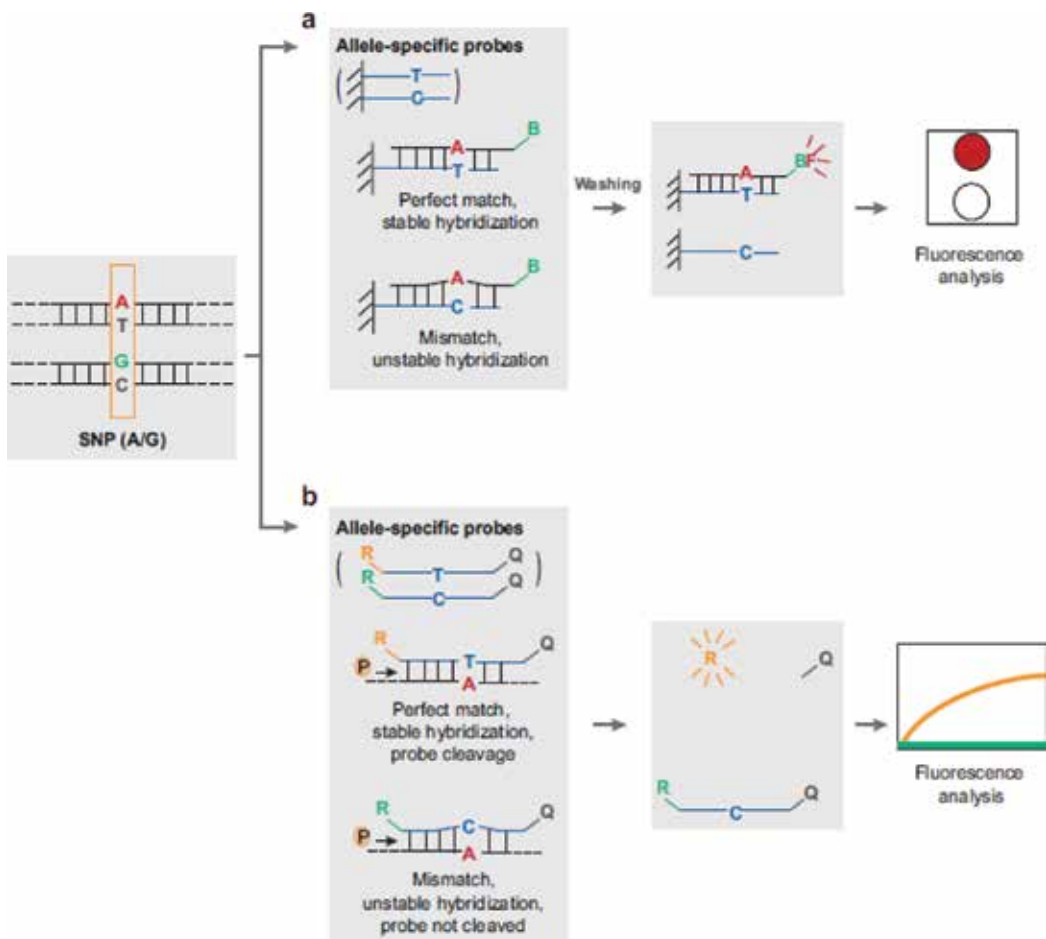 a
Allele-specific probes
T
C
B
A
T
Perfect match,
stable hybridization
B
A
C
Mismatch,
unstable hybridization
Washing
BF
A
T
C
Fluorescence
analysis
A
T
G
C
SNP (A/G)
b
Allele-specific probes
R
Q
T
R
Q
C
R
Q
P
T
A
Perfect match,
stable hybridization,
probe cleavage
R
Q
P
C
A
Mismatch,
unstable hybridization,
probe not cleaved
R
Q
R
Q
C
Fluorescence
analysis